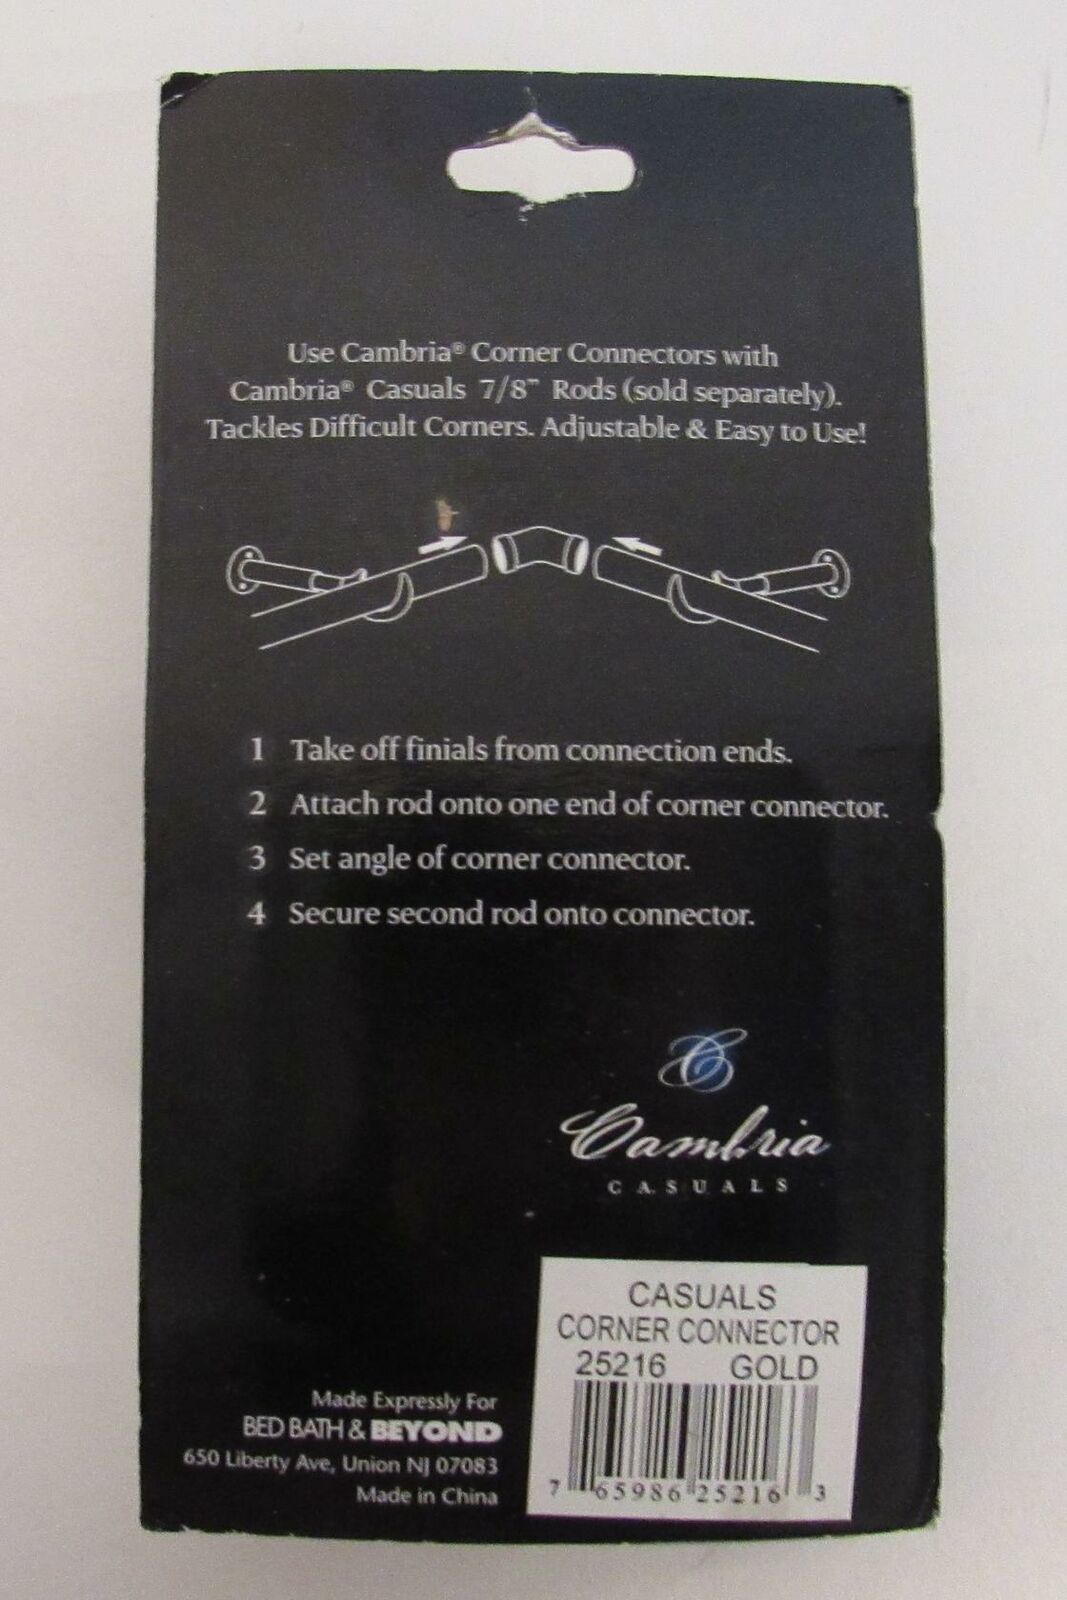 Use Cambria® Corner Connectors with
Cambria® Casuals 7/8" Rods (sold separately).
Tackles Difficult Corners. Adjustable & Easy to Use!
1 Take off finials from connection ends.
2 Attach rod onto one end of corner connector.
3 Set angle of corner connector.
4 Secure second rod onto connector.
C
Cambria
CASUALS
CASUALS
CORNER CONNECTOR
25216 GOLD
7 65986 25216 3
Made Expressly For
BED BATH & BEYOND
650 Liberty Ave, Union NJ 07083
Made in China